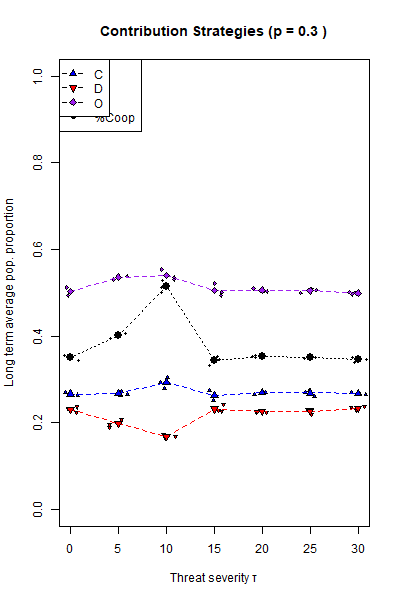 Contribution Strategies (p = 0.3 )
C
D
O
%Coop
Long term average pop. proportion
1.0
0.8
0.6
0.4
0.2
0.0
0 5 10 15 20 25 30
Threat severity τ